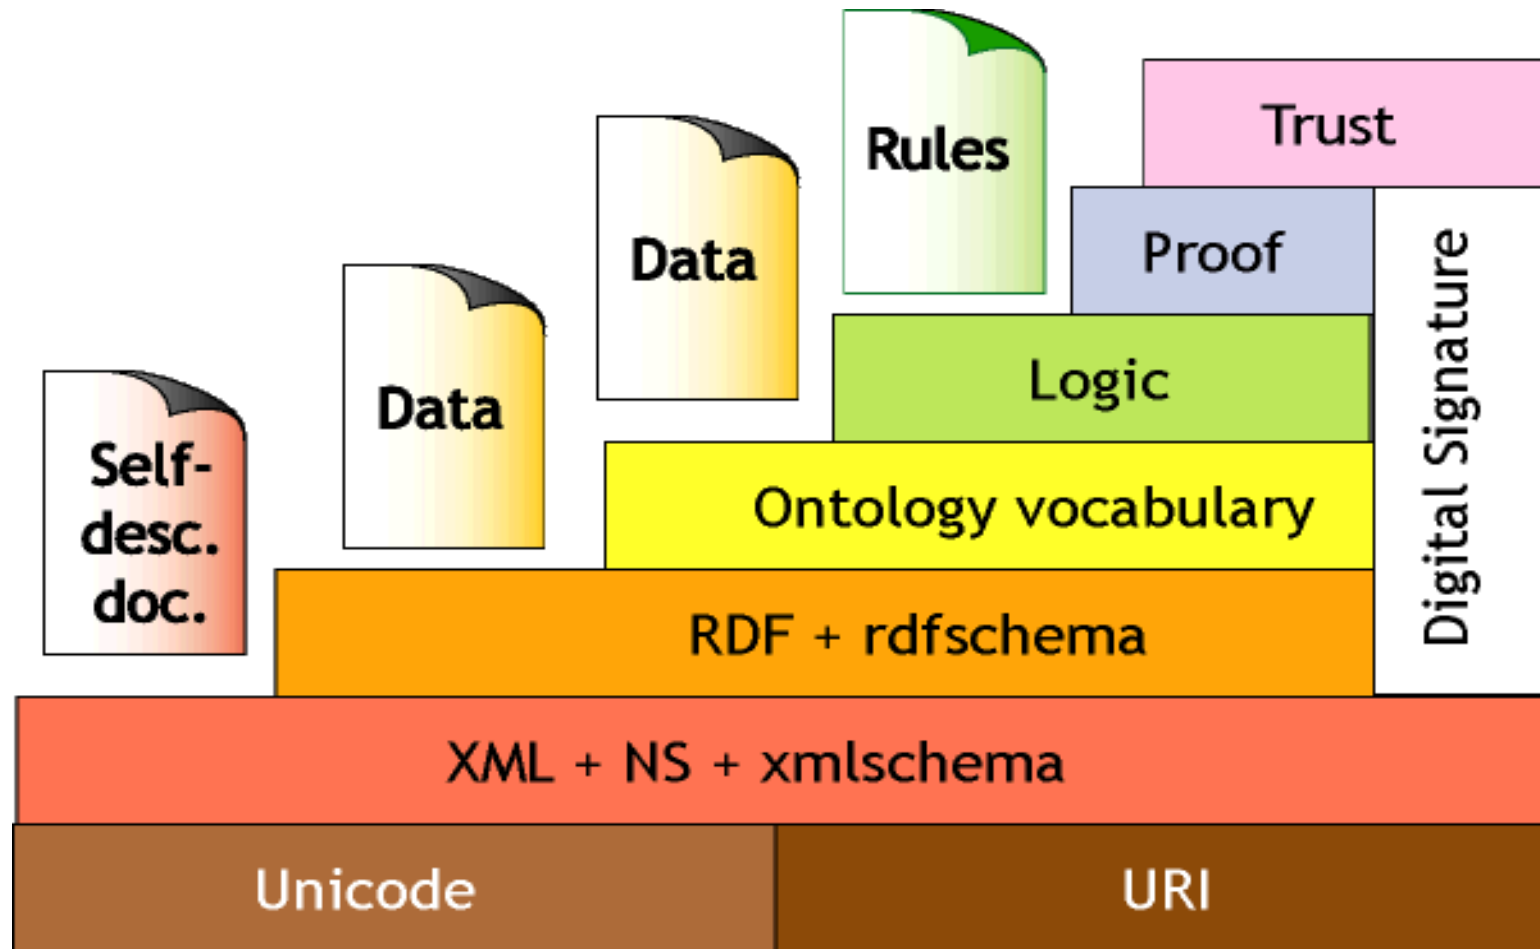 Rules
Trust
Data
Proof
Data
Logic
Self-
desc.
doc.
Ontology vocabulary
Digital Signature
RDF + rdfschema
XML + NS + xmlschema
Unicode
URI